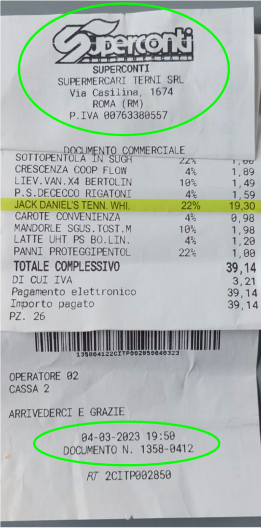 Superconti
SUPERMERCATI
SUPERCONTI
SUPERMERCARI TERNI SRL
Via Casilina, 1674
ROMA (RM)
P.IVA 00763380557
DOCUMENTO COMMERCIALE
SOTTOPENTOLA IN SUGH 22% 1,00
CRESCENZA COOP FLOW 4% 1,89
LIEV.VAN.X4 BERTOLIN 10% 1,49
P.S.DECECCO RIGATONI 4% 1,59
JACK DANIEL'S TENN. WHI. 22% 19,30
CAROTE CONVENIENZA 4% 0,98
MANDORLE SGUS.TOST.M 10% 1,98
LATTE UHT PS BO.LIN. 4% 1,20
PANNI PROTEGGIPENTOL 22% 1,00
TOTALE COMPLESSIVO 39,14
DI CUI IVA 3,21
Pagamento elettronico 39,14
Importo pagato 39,14
PZ. 26
OPERATORE 02
CASSA 2
ARRIVEDERCI E GRAZIE
04-03-2023 19:50
DOCUMENTO N. 1358-0412
RT 2CITP002850